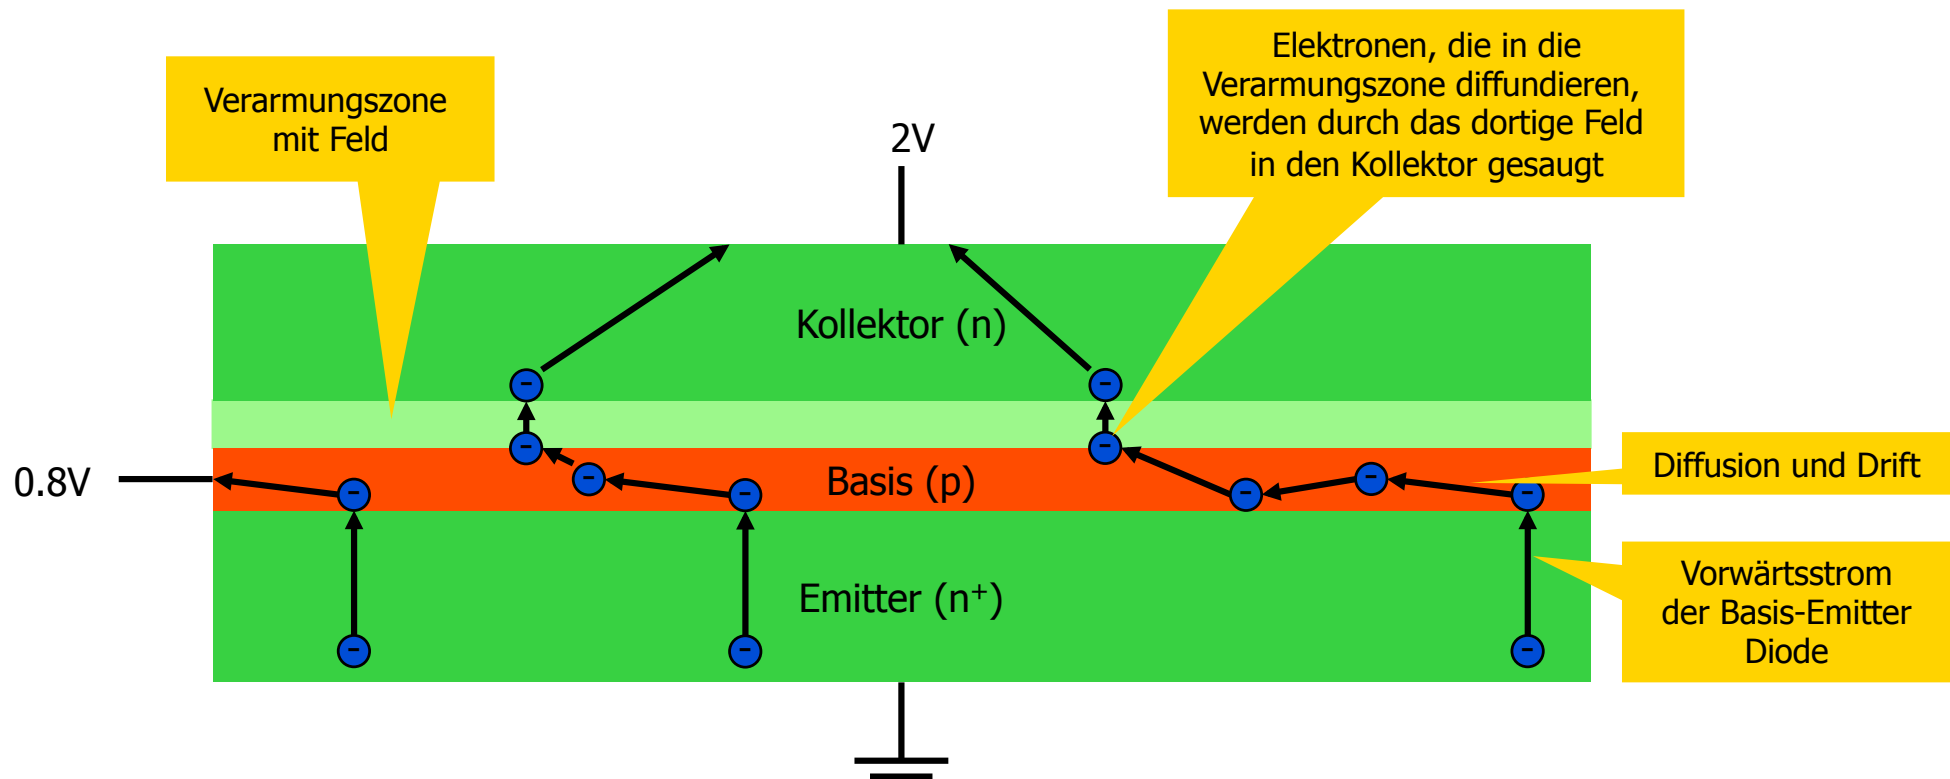 Verarmungszone
mit Feld
2V
Elektronen, die in die
Verarmungszone diffundieren,
werden durch das dortige Feld
in den Kollektor gesaugt
Kollektor (n)
-
-
-
-
0.8V
-
-
-
Basis (p)
-
-
-
Diffusion und Drift
Emitter (n⁺)
-
-
-
Vorwärtsstrom
der Basis-Emitter
Diode